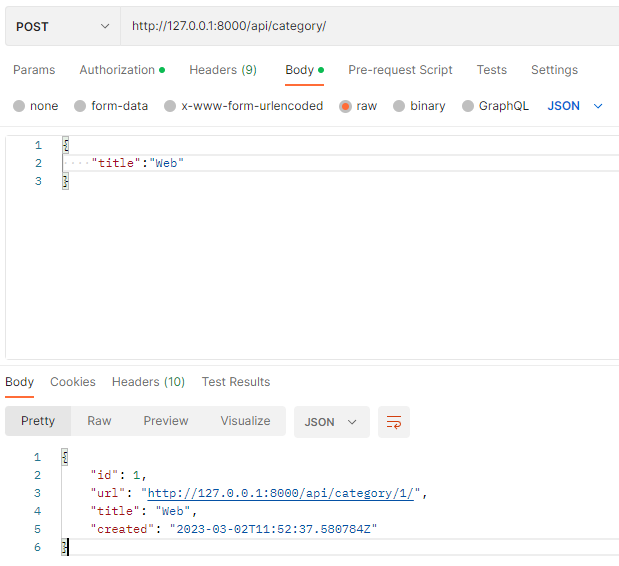 POST http://127.0.0.1:8000/api/category/
Params Authorization Headers (9) Body Pre-request Script Tests Settings
none form-data x-www-form-urlencoded raw binary GraphQL JSON
1 {
2 "title":"Web"
3 }
Body Cookies Headers (10) Test Results
Pretty Raw Preview Visualize JSON
1 {
2 "id": 1,
3 "url": "http://127.0.0.1:8000/api/category/1/",
4 "title": "Web",
5 "created": "2023-03-02T11:52:37.580784Z"
6 }